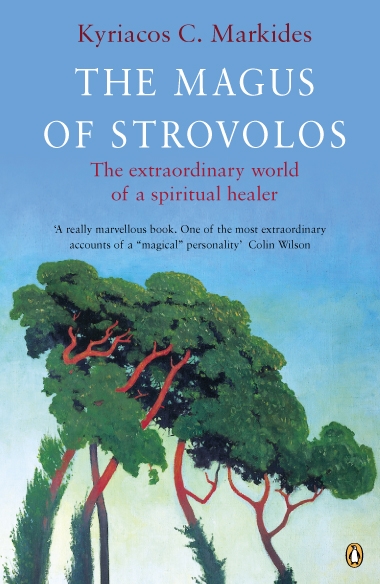 Kyriacos C. Markides
THE MAGUS
OF STROVOLOS
The extraordinary world
of a spiritual healer
‘A really marvellous book. One of the most extraordinary
accounts of a “magical” personality’ Colin Wilson